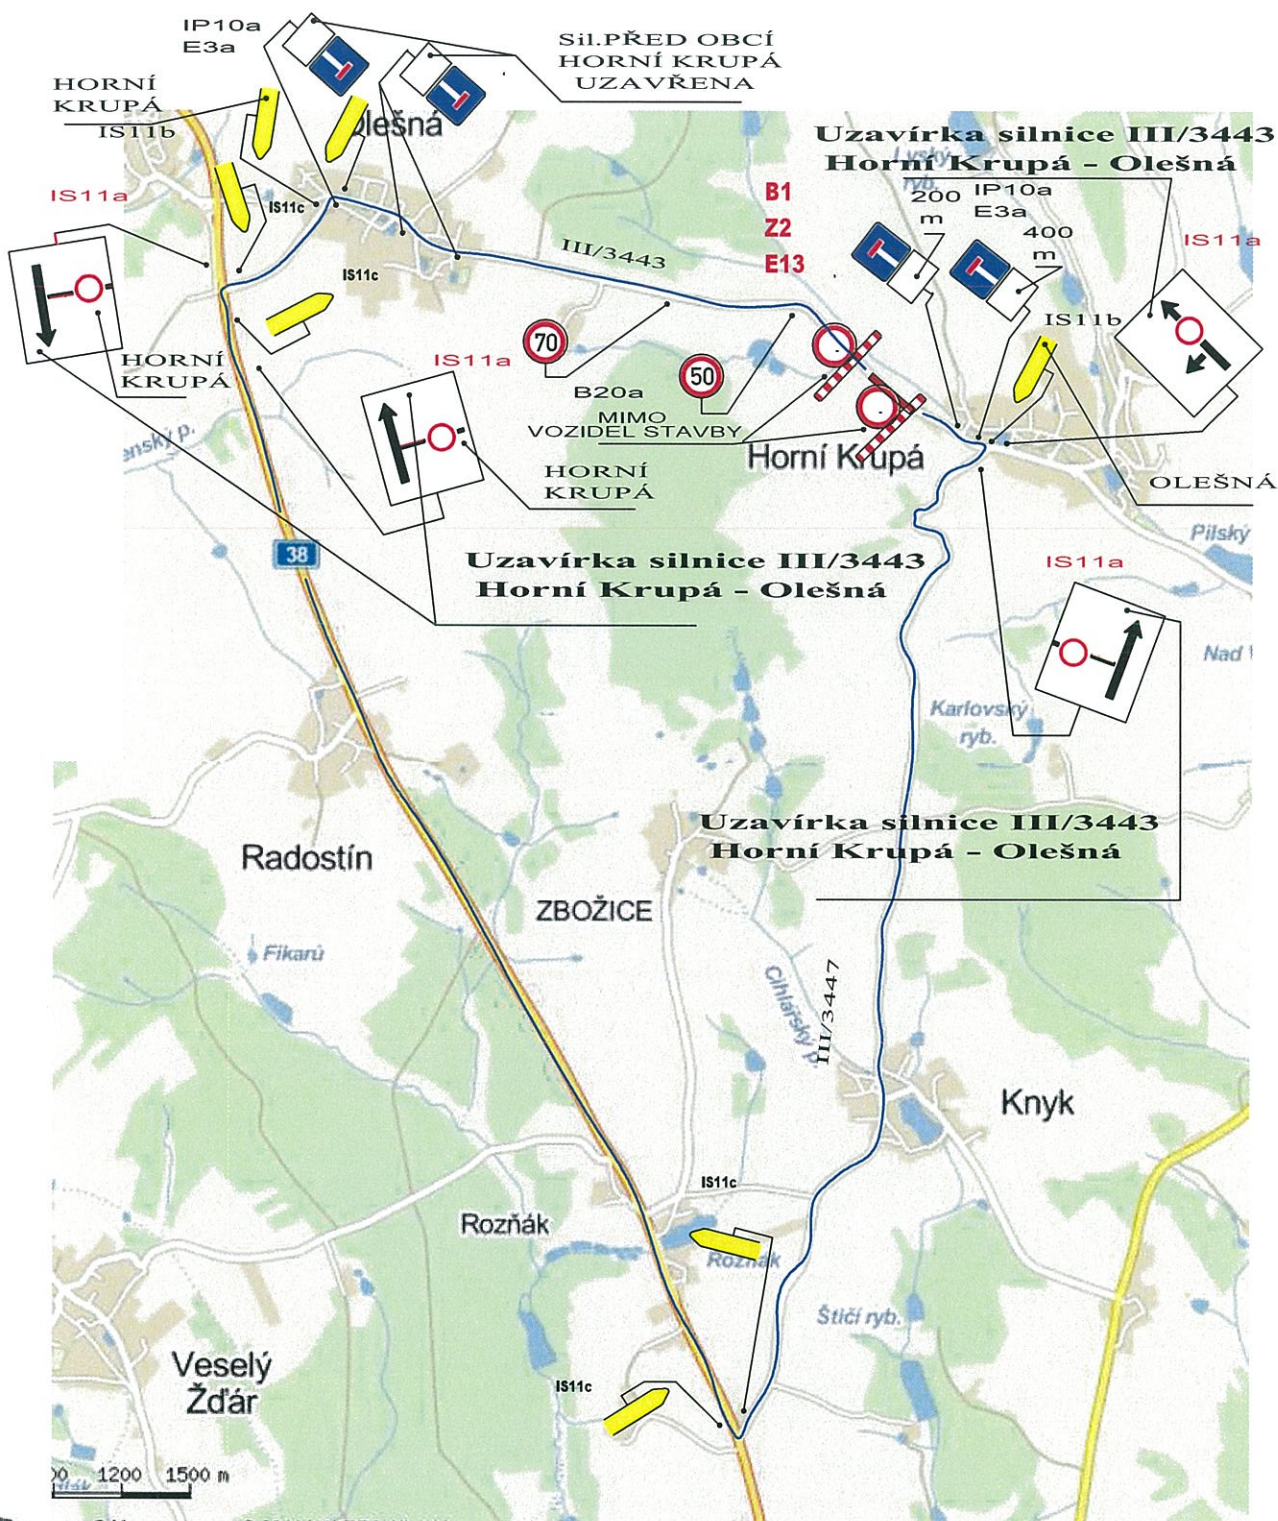 IP10a
E3a
Sil.PŘED OBCÍ
HORNÍ KRUPÁ
UZAVŘENA
HORNÍ
KRUPÁ
IS11b
Olešná
Uzavírka silnice III/3443
Horní Krupá - Olešná
Lyský
ryb.
B1
Z2
E13
200
m
IP10a
E3a
400
m
IS11a
IS11c
IS11a
III/3443
IS11c
IS11b
70
HORNÍ
KRUPÁ
IS11a
50
B20a
MIMO
VOZIDEL STAVBY
Horní Krupá
HORNÍ
KRUPÁ
OLEŠNÁ
Pilský
38
Uzavírka silnice III/3443
Horní Krupá - Olešná
IS11a
Nad
Karlovský
ryb.
Uzavírka silnice III/3443
Horní Krupá - Olešná
Radostín
ZBOŽICE
Fikarů
Cihlářský p.
III/3447
Knyk
IS11c
Rozňák
Rozňák
Štičí ryb.
Veselý
Žďár
IS11c
1200 1500 m